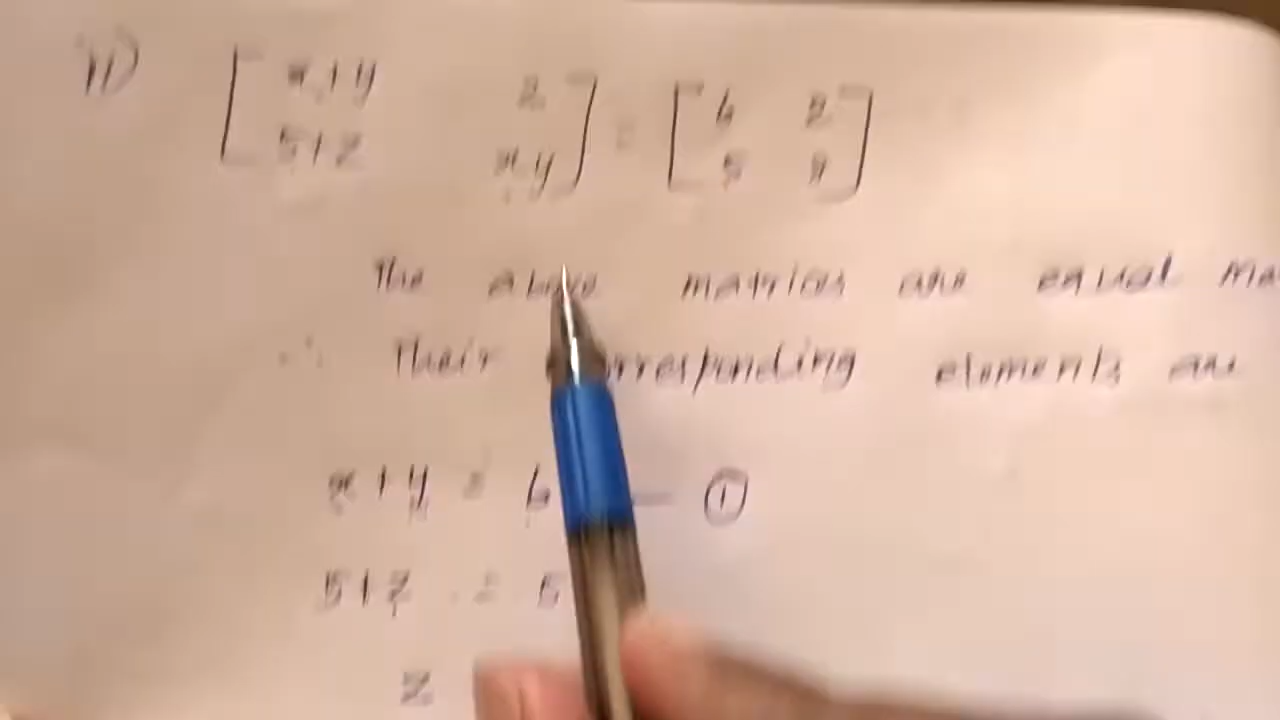 ii) [x+y 2 5+z xy] = [6 2 5 8]
The above matrices are equal
∴ Their corresponding elements are
x+y = 6 — ①
5+z = 5
z